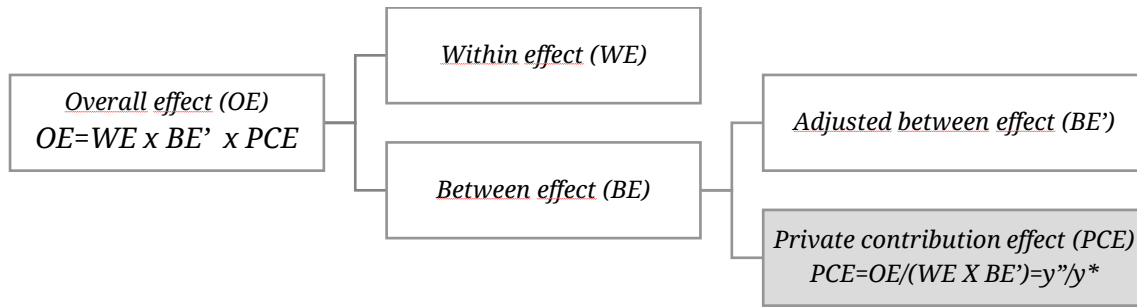 Overall effect (OE)
OE=WE x BE’ x PCE
Within effect (WE)
Between effect (BE)
Adjusted between effect (BE’)
Private contribution effect (PCE)
PCE=OE/(WE X BE’)=y”/y*